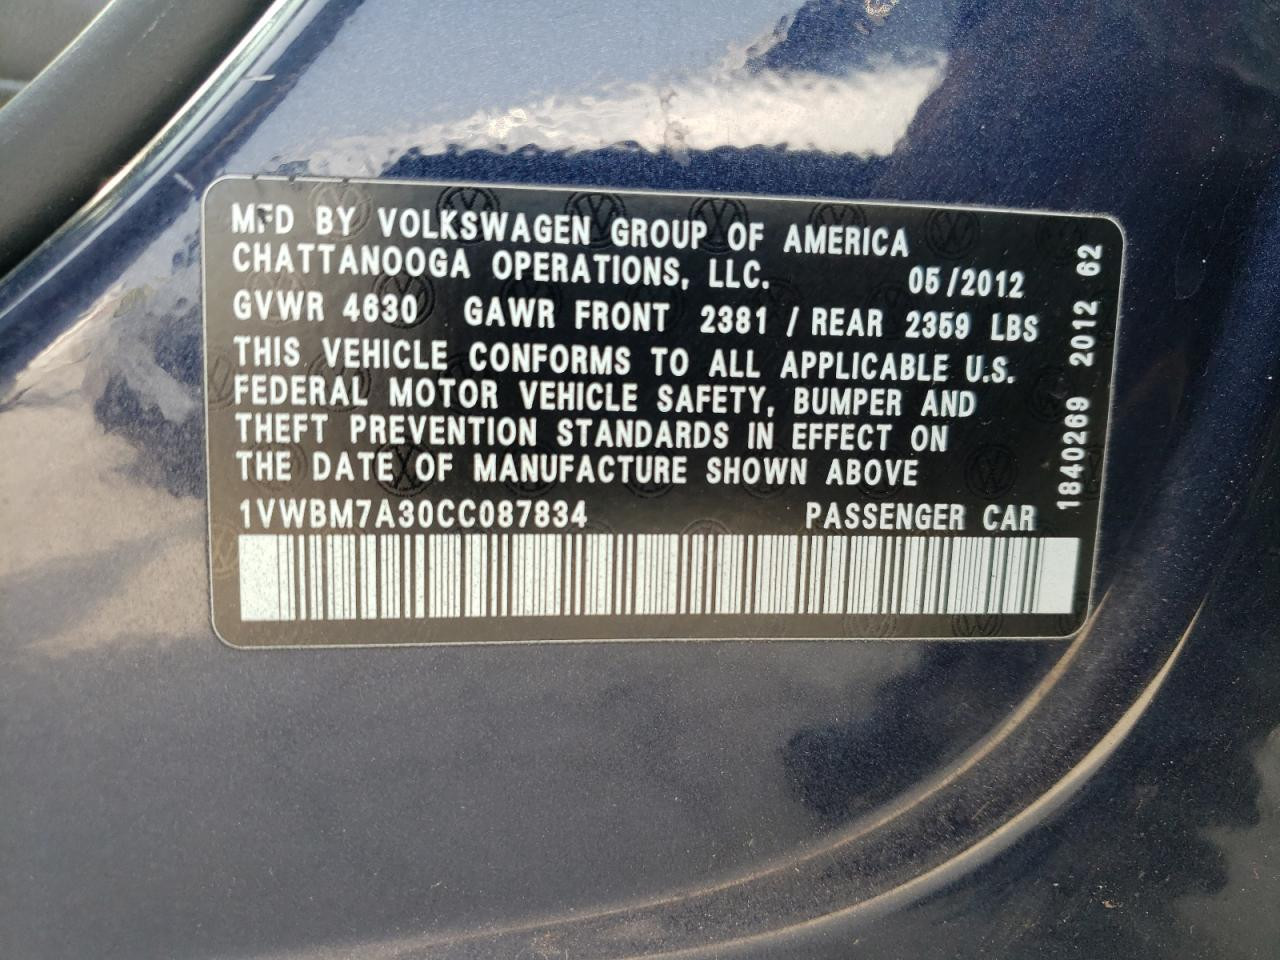 MFD BY VOLKSWAGEN GROUP OF AMERICA
CHATTANOOGA OPERATIONS, LLC. 05/2012
GVWR 4630 GAWR FRONT 2381 / REAR 2359 LBS
THIS VEHICLE CONFORMS TO ALL APPLICABLE U.S.
FEDERAL MOTOR VEHICLE SAFETY, BUMPER AND
THEFT PREVENTION STANDARDS IN EFFECT ON
THE DATE OF MANUFACTURE SHOWN ABOVE
1VWBM7A30CC087834 PASSENGER CAR
1840269 2012 62